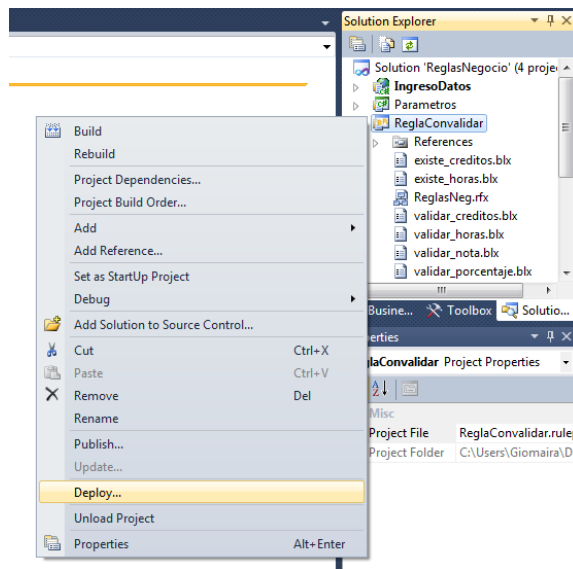 Solution Explorer
Solution 'ReglasNegocio' (4 proje
IngresoDatos
Parametros
ReglaConvalidar
References
existe_creditos.blx
existe_horas.blx
ReglasNeg.rfx
validar_creditos.blx
validar_horas.blx
validar_nota.blx
validar_porcentaje.blx
Busine... Toolbox Solutio...
erties
laConvalidar Project Properties
Misc
Project File ReglaConvalidar.rule
Project Folder C:\Users\Giomaira\D
Build
Rebuild
Project Dependencies...
Project Build Order...
Add
Add Reference...
Set as StartUp Project
Debug
Add Solution to Source Control...
Cut Ctrl+X
Paste Ctrl+V
Remove Del
Rename
Publish...
Update...
Deploy...
Unload Project
Properties Alt+Enter